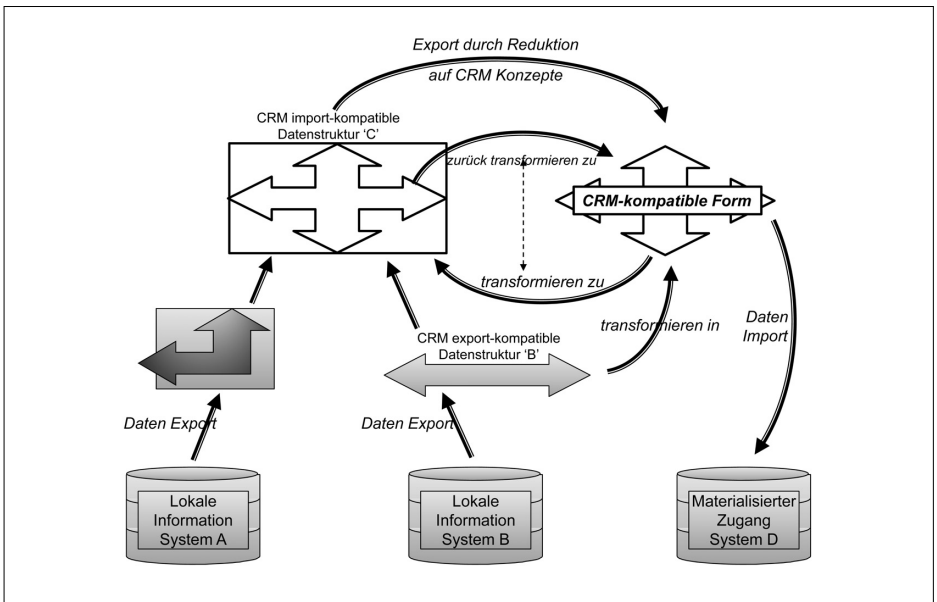 Export durch Reduktion
auf CRM Konzepte
CRM import-kompatible
Datenstruktur 'C'
zurück transformieren zu
CRM-kompatible Form
transformieren zu
transformieren in
Daten
Import
CRM export-kompatible
Datenstruktur 'B'
Daten Export
Daten Export
Lokale
Information
System A
Lokale
Information
System B
Materialisierter
Zugang
System D